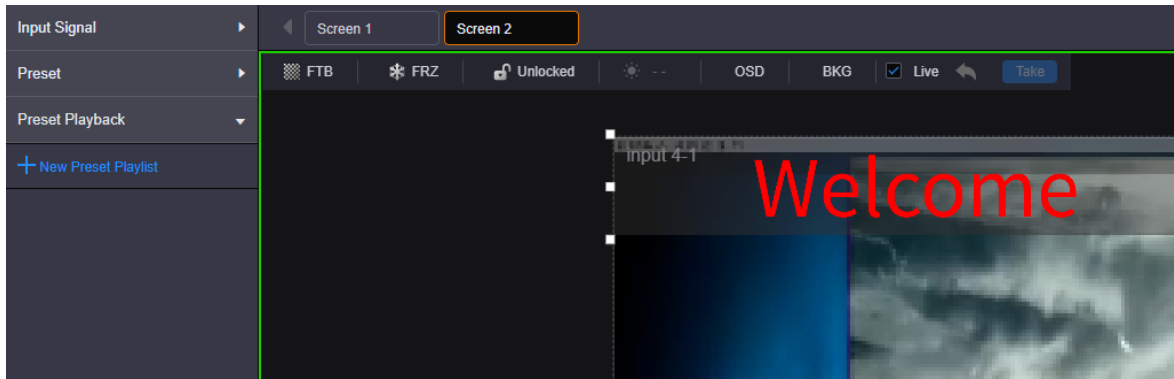 Input Signal
Preset
Preset Playback
New Preset Playlist
Screen 1
Screen 2
FTB
FRZ
Unlocked
--
OSD
BKG
Live
Take
Input 4-1
Welcome